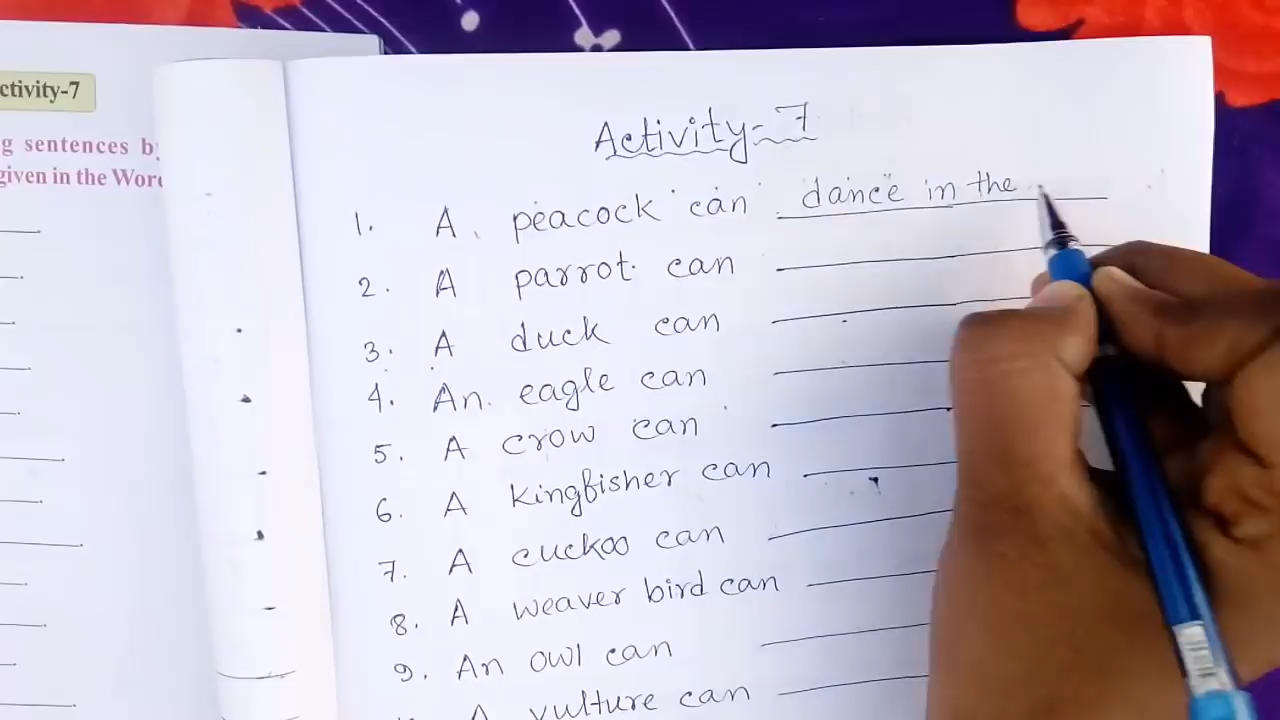 ctivity-7
g sentences b
given in the Wor
Activity-7
1. A peacock can dance in the
2. A parrot can
3. A duck can
4. An eagle can
5. A crow can
6. A kingfisher can
7. A cuckoo can
8. A weaver bird can
9. An owl can
A vulture can